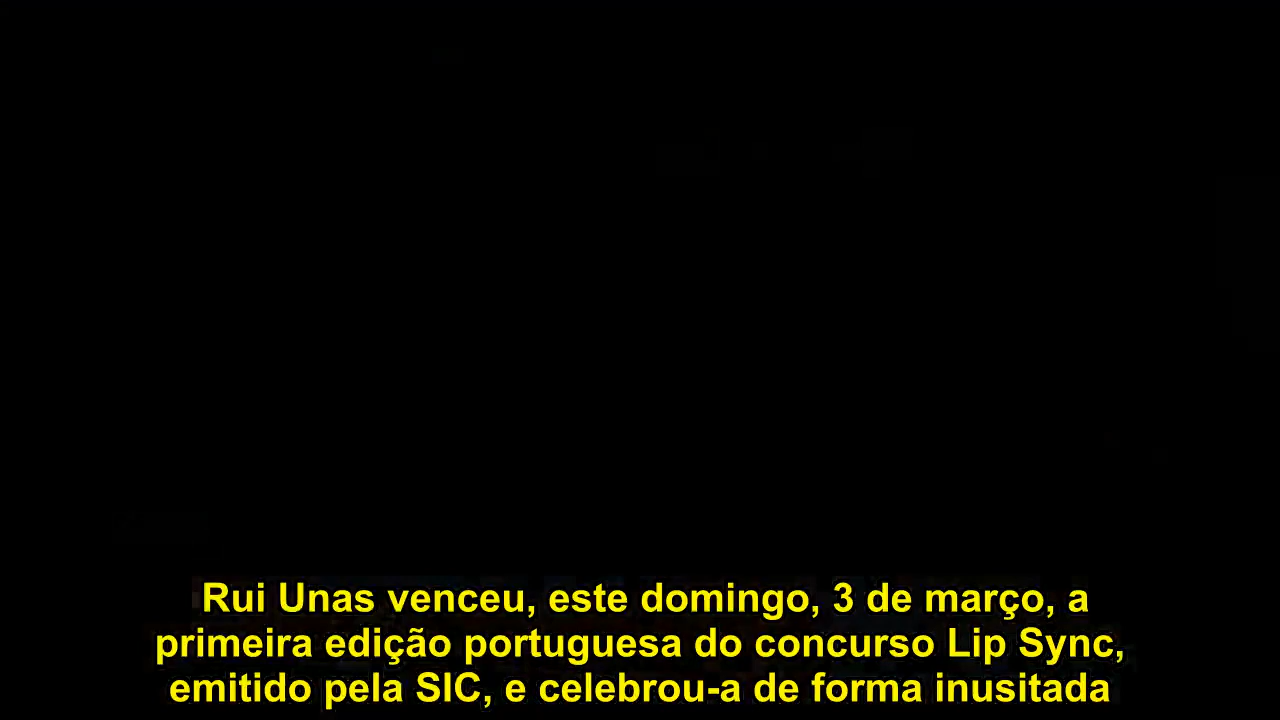 Rui Unas venceu, este domingo, 3 de março, a
primeira edição portuguesa do concurso Lip Sync,
emitido pela SIC, e celebrou-a de forma inusitada